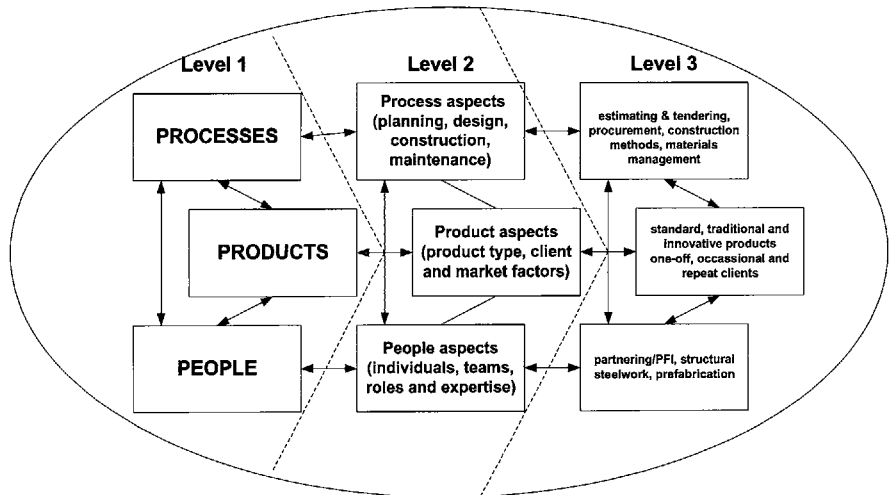 Level 1
Level 2
Level 3
PROCESSES
Process aspects
(planning, design,
construction,
maintenance)
estimating & tendering,
procurement, construction
methods, materials
management
PRODUCTS
Product aspects
(product type, client
and market factors)
standard, traditional and
innovative products
one-off, occassional and
repeat clients
PEOPLE
People aspects
(individuals, teams,
roles and expertise)
partnering/PFI, structural
steelwork, prefabrication